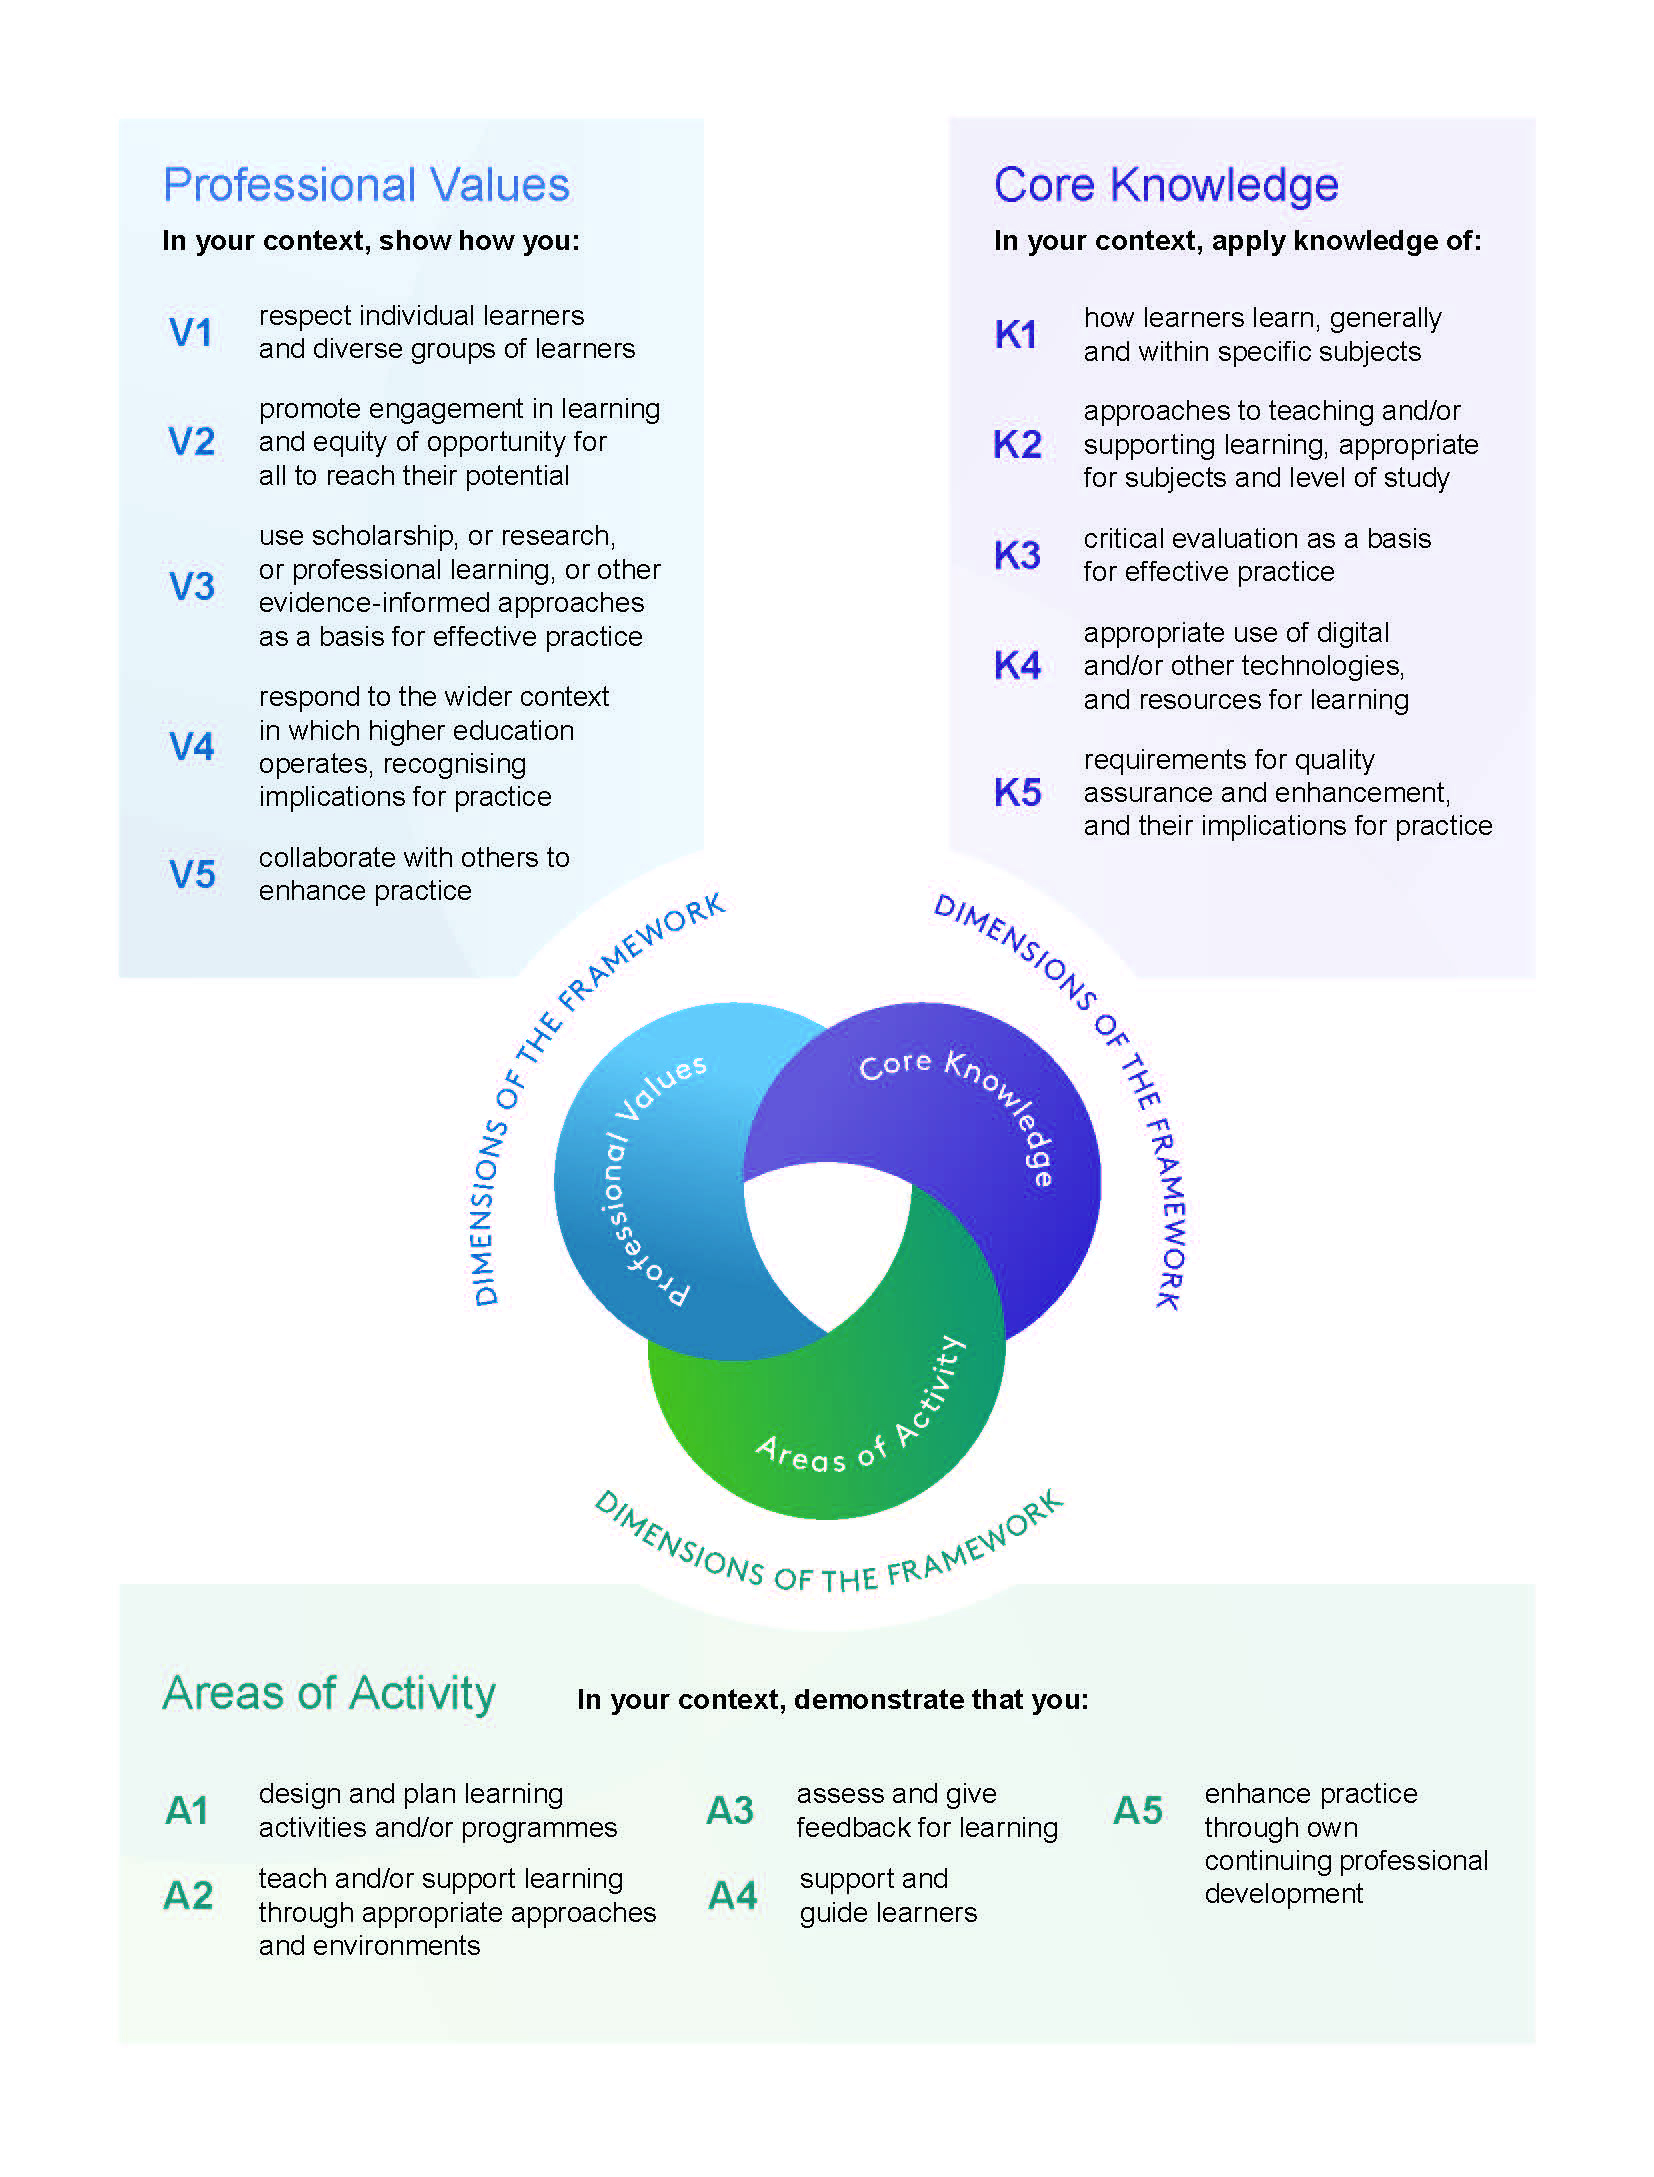 Professional Values
In your context, show how you:
V1
respect individual learners
and diverse groups of learners
V2
promote engagement in learning
and equity of opportunity for
all to reach their potential
V3
use scholarship, or research,
or professional learning, or other
evidence-informed approaches
as a basis for effective practice
V4
respond to the wider context
in which higher education
operates, recognising
implications for practice
V5
collaborate with others to
enhance practice
Core Knowledge
In your context, apply knowledge of:
K1
how learners learn, generally
and within specific subjects
K2
approaches to teaching and/or
supporting learning, appropriate
for subjects and level of study
K3
critical evaluation as a basis
for effective practice
K4
appropriate use of digital
and/or other technologies,
and resources for learning
K5
requirements for quality
assurance and enhancement,
and their implications for practice
DIMENSIONS OF THE FRAMEWORK
DIMENSIONS OF THE FRAMEWORK
Professional Values
Core Knowledge
Areas of Activity
DIMENSIONS OF THE FRAMEWORK
Areas of Activity
In your context, demonstrate that you:
A1
design and plan learning
activities and/or programmes
A2
teach and/or support learning
through appropriate approaches
and environments
A3
assess and give
feedback for learning
A4
support and
guide learners
A5
enhance practice
through own
continuing professional
development